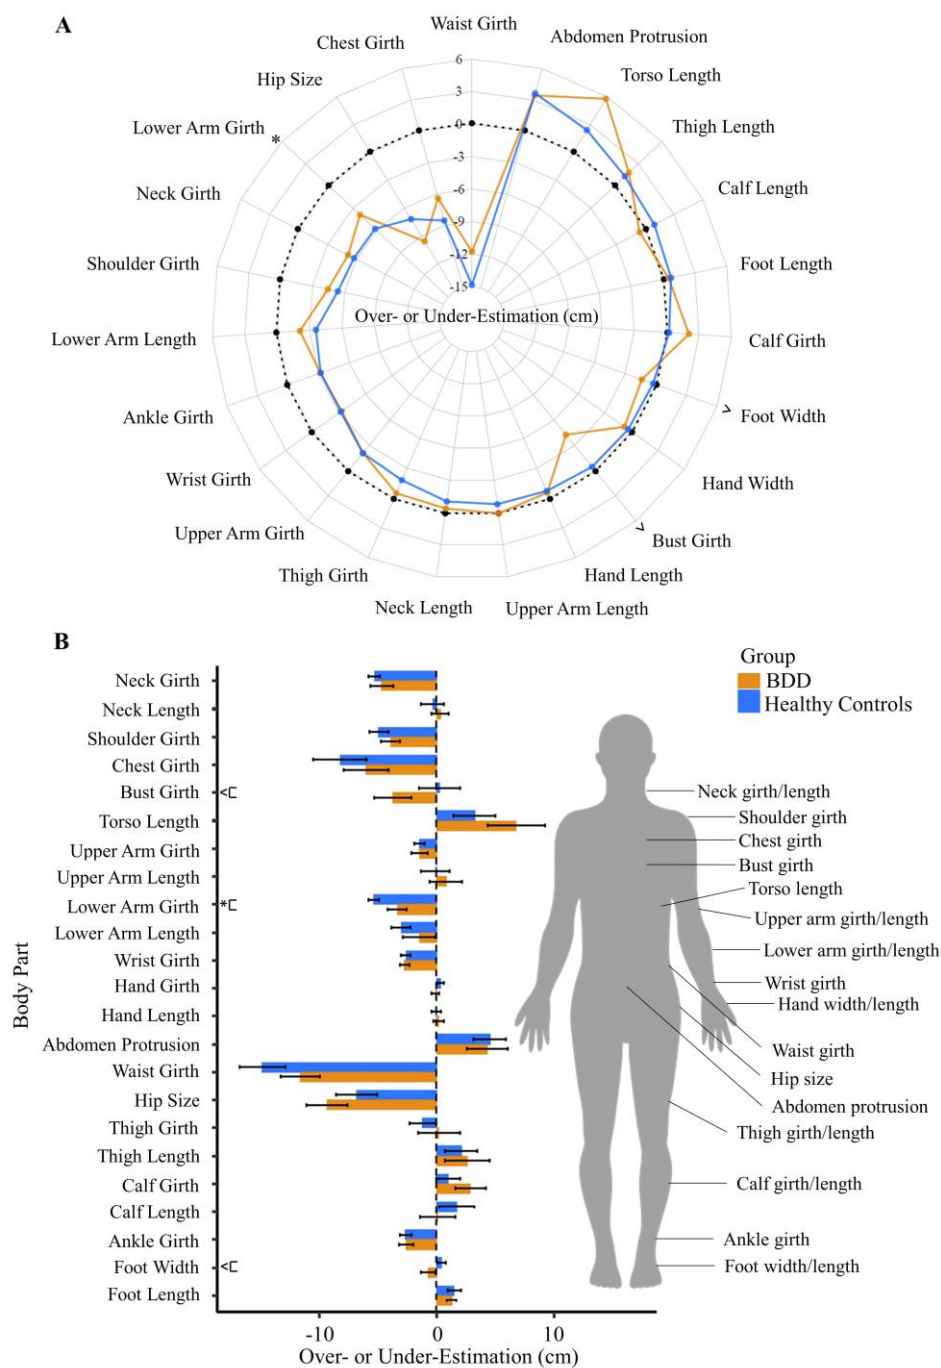 A
Waist Girth
Chest Girth
Abdomen Protrusion
Hip Size
Torso Length
Lower Arm Girth *
Thigh Length
Neck Girth
Calf Length
Shoulder Girth
Foot Length
Lower Arm Length
Calf Girth
Ankle Girth
> Foot Width
Wrist Girth
Hand Width
Upper Arm Girth
> Bust Girth
Thigh Girth
Hand Length
Neck Length
Upper Arm Length
6
3
0
-3
-6
-9
-12
-15
Over- or Under-Estimation (cm)
B
Group
BDD
Healthy Controls
Body Part
Neck Girth
Neck Length
Shoulder Girth
Chest Girth
Bust Girth <
Torso Length
Upper Arm Girth
Upper Arm Length
Lower Arm Girth *
Lower Arm Length
Wrist Girth
Hand Girth
Hand Length
Abdomen Protrusion
Waist Girth
Hip Size
Thigh Girth
Thigh Length
Calf Girth
Calf Length
Ankle Girth
Foot Width <
Foot Length
-10 0 10
Over- or Under-Estimation (cm)
Neck girth/length
Shoulder girth
Chest girth
Bust girth
Torso length
Upper arm girth/length
Lower arm girth/length
Wrist girth
Hand width/length
Waist girth
Hip size
Abdomen protrusion
Thigh girth/length
Calf girth/length
Ankle girth
Foot width/length